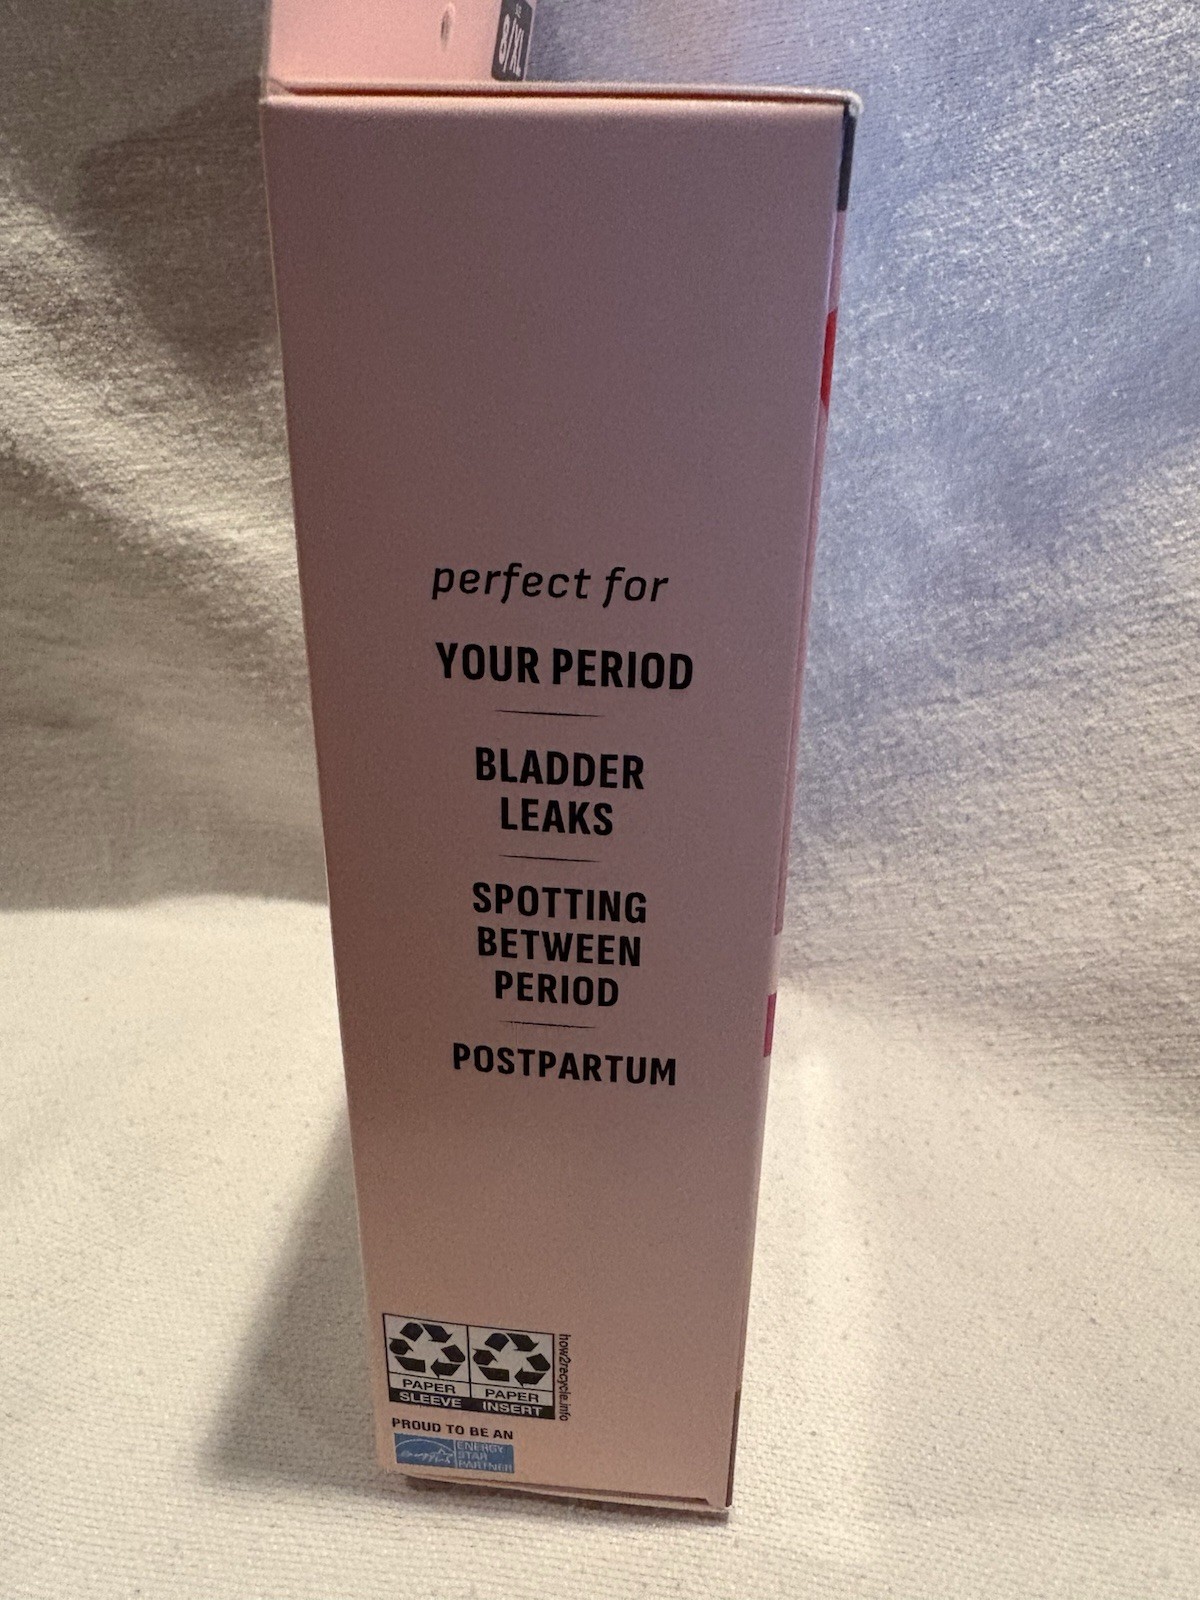 8/XL
perfect for
YOUR PERIOD
BLADDER
LEAKS
SPOTTING
BETWEEN
PERIOD
POSTPARTUM
PAPER
SLEEVE
PAPER
INSERT
how2recycle.info
PROUD TO BE AN
ENERGY
STAR
PARTNER